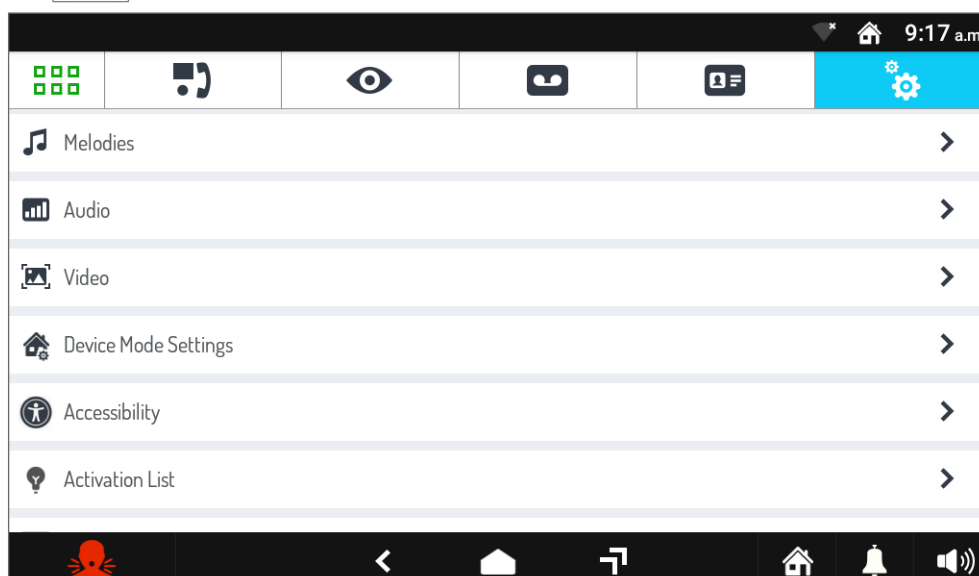 9:17 a.m
Melodies
Audio
Video
Device Mode Settings
Accessibility
Activation List